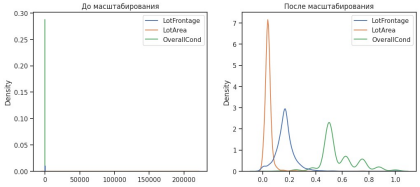 До масштабирования
Density
0.30
0.25
0.20
0.15
0.10
0.05
0.00
0
50000
100000
150000
200000
LotFrontage
LotArea
OverallCond
После масштабирования
Density
7
6
5
4
3
2
1
0
0.0
0.2
0.4
0.6
0.8
1.0
LotFrontage
LotArea
OverallCond